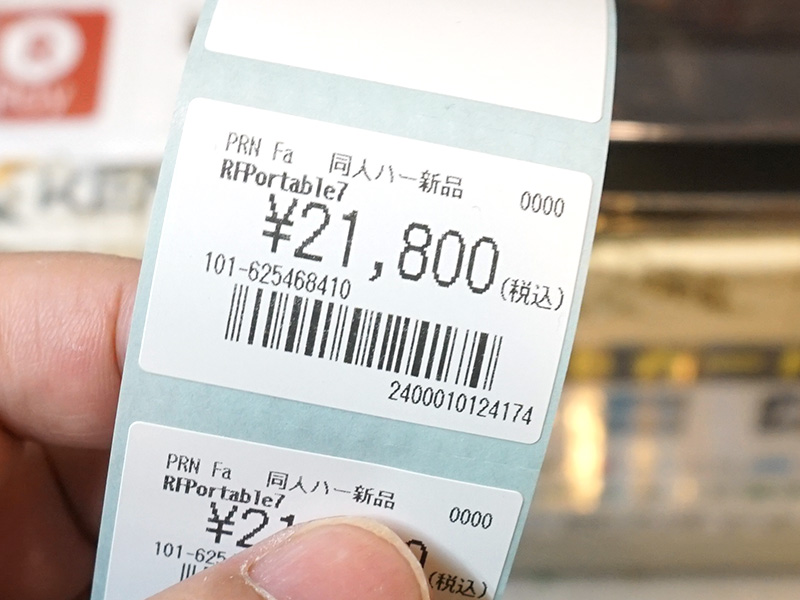 PRN Fa 同人ハー新品 0000
RFPortable7
¥21,800(税込)
101-625468410
2400010124174
PRN Fa 同人ハー新品 0000
RFPortable7
(税込)